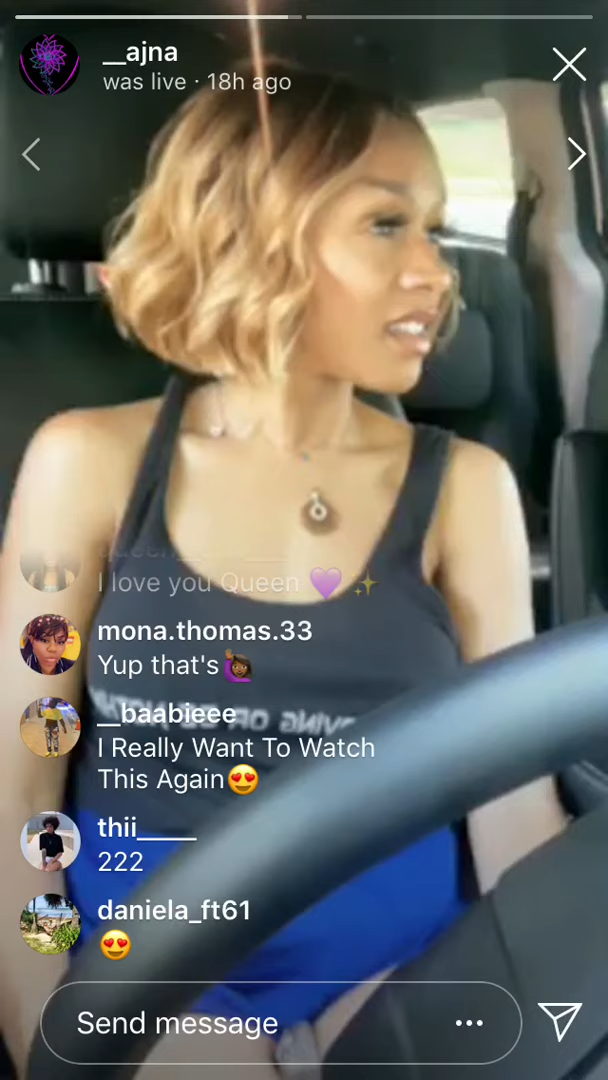 __ajna
was live · 18h ago
I love you Queen 💜✨
mona.thomas.33
Yup that's🙋🏾‍♀️
__baabieee
I Really Want To Watch
This Again😍
thii____
222
daniela_ft61
😍
Send message